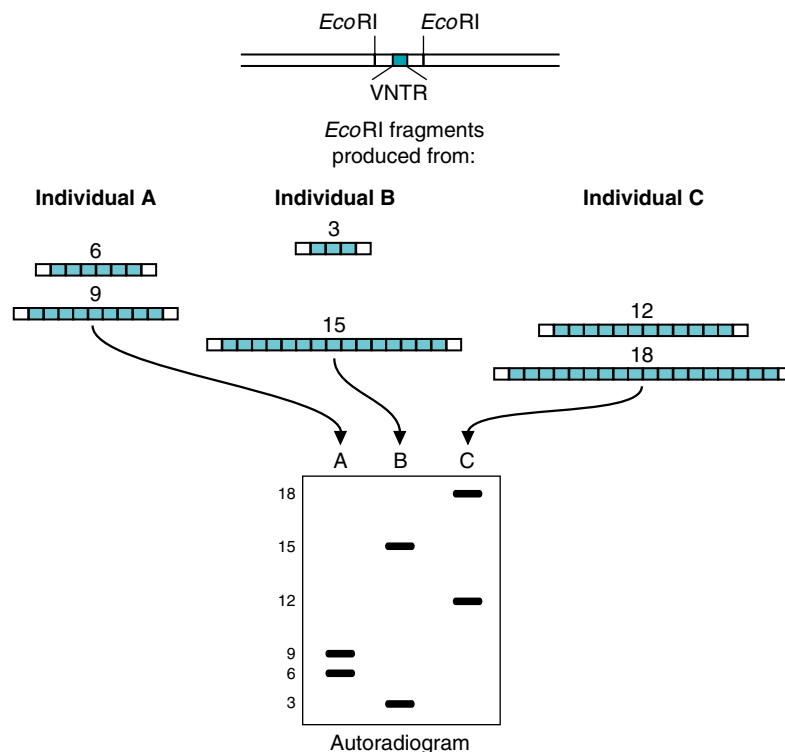 EcoRI EcoRI
VNTR
EcoRI fragments
produced from:
Individual A Individual B Individual C
3
6
9
12
15
18
A B C
18
15
12
9
6
3
Autoradiogram